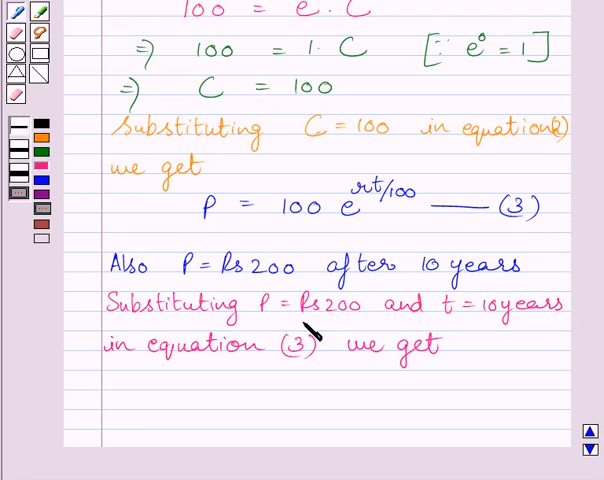 100 = e . C
⇒ 100 = 1 . C [∵ e⁰ = 1]
⇒ C = 100
Substituting C = 100 in equation (2)
we get
P = 100 e^{rt/100} —— (3)
Also P = Rs 200 after 10 years
Substituting P = Rs 200 and t = 10 years
in equation (3) we get